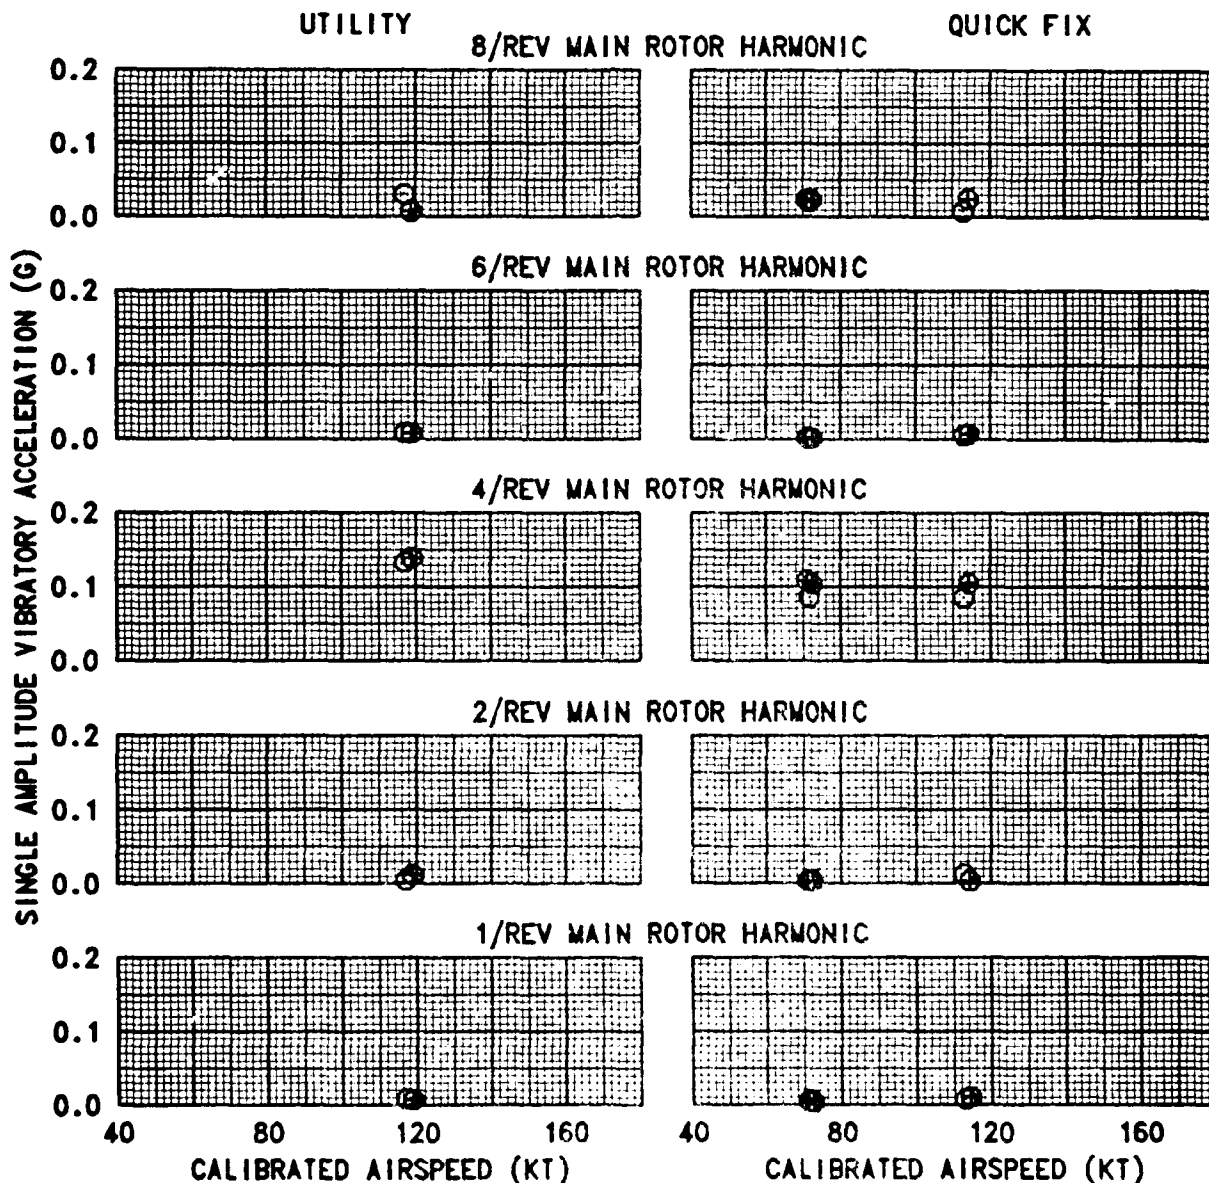 UTILITY QUICK FIX
8/REV MAIN ROTOR HARMONIC
0.2
0.1
0.0
6/REV MAIN ROTOR HARMONIC
0.2
0.1
0.0
4/REV MAIN ROTOR HARMONIC
0.2
0.1
0.0
2/REV MAIN ROTOR HARMONIC
0.2
0.1
0.0
1/REV MAIN ROTOR HARMONIC
0.2
0.1
0.0
SINGLE AMPLITUDE VIBRATORY ACCELERATION (G)
40 80 120 160 40 80 120 160
CALIBRATED AIRSPEED (KT) CALIBRATED AIRSPEED (KT)